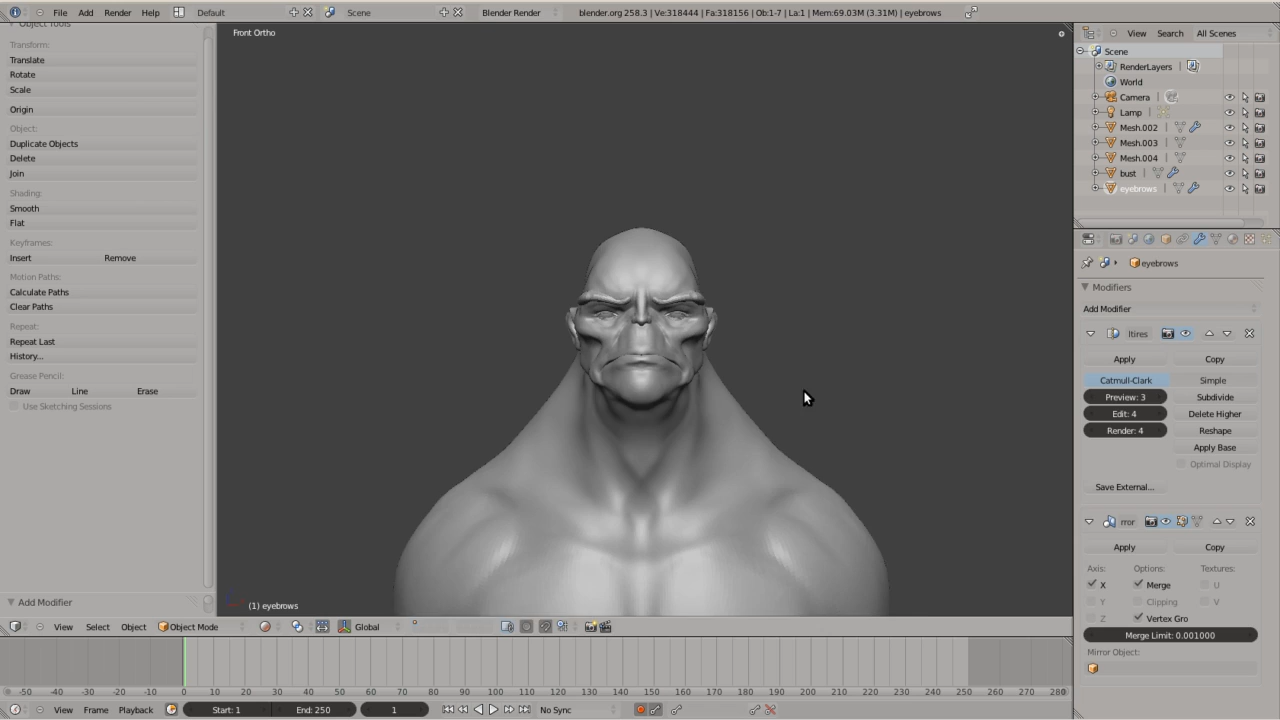 File Add Render Help Default Scene Blender Render blender.org 258.3 | Ve:318444 | Fa:318156 | Ob:1-7 | La:1 | Mem:69.03M (3.31M) | eyebrows
Object Tools
Transform:
Translate
Rotate
Scale
Origin
Object:
Duplicate Objects
Delete
Join
Shading:
Smooth
Flat
Keyframes:
Insert Remove
Motion Paths:
Calculate Paths
Clear Paths
Repeat:
Repeat Last
History...
Grease Pencil:
Draw Line Erase
Use Sketching Sessions
Add Modifier
Front Ortho
(1) eyebrows
View Select Object Object Mode Global
-50 -40 -30 -20 -10 0 10 20 30 40 50 60 70 80 90 100 110 120 130 140 150 160 170 180 190 200 210 220 230 240 250 260 270 280
View Frame Playback Start: 1 End: 250 1 No Sync
View Search All Scenes
Scene
RenderLayers |
World
Camera |
Lamp |
Mesh.002 |
Mesh.003 |
Mesh.004 |
bust |
eyebrows |
eyebrows
Modifiers
Add Modifier
ltires
Apply Copy
Catmull-Clark Simple
Preview: 3 Subdivide
Edit: 4 Delete Higher
Render: 4 Reshape
Apply Base
Optimal Display
Save External...
rror
Apply Copy
Axis: Options: Textures:
X Merge U
Y Clipping V
Z Vertex Gro
Merge Limit: 0.001000
Mirror Object: